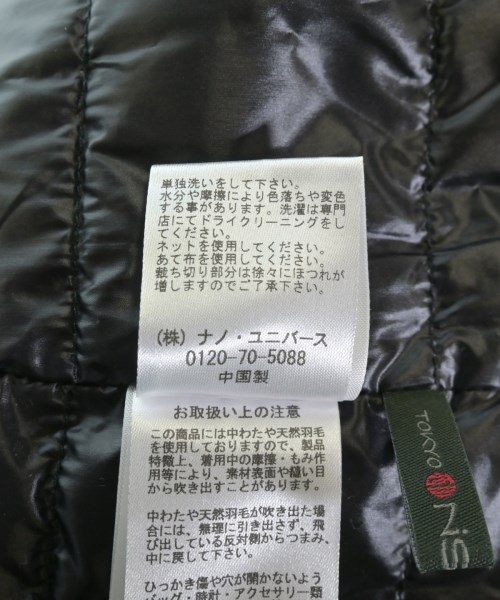 単独洗いをして下さい。
水分や摩擦により色落ちや変色
する事があります。洗濯は専門
店にてドライクリーニングをし
てください。
ネットを使用してください。
あて布を使用してください。
裁ち切り部分は徐々にほつれが
増しますのでご了承下さい。
(株) ナノ・ユニバース
0120-70-5088
中国製
お取扱い上の注意
この商品には中わたや天然羽毛
を使用しておりますので、製品
特徴上、着用中の摩擦・もみ作
用等により、素材表面や縫い目
から吹き出すことがあります。
中わたや天然羽毛が吹き出た場
合には、無理に引き出さず、飛
び出している反対側からつまみ、
中に戻して下さい。
ひっかき傷や穴が開かないよう
バッグ・時計・アクセサリー類
TOKYO